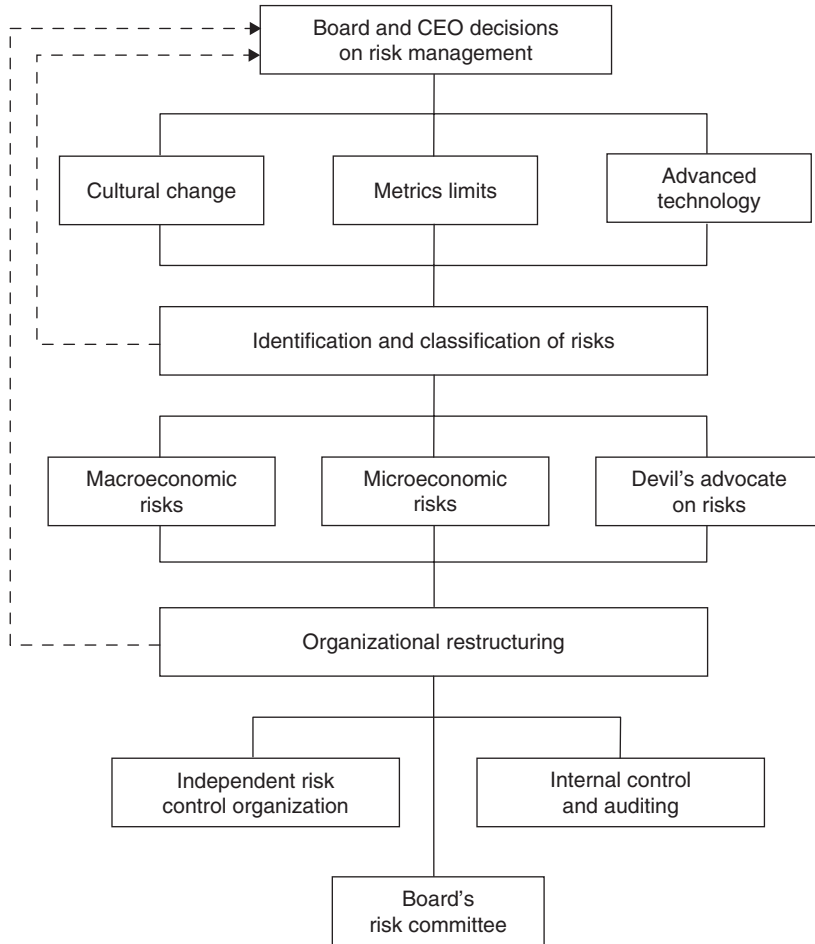 Board and CEO decisions
on risk management
Cultural change
Metrics limits
Advanced
technology
Identification and classification of risks
Macroeconomic
risks
Microeconomic
risks
Devil’s advocate
on risks
Organizational restructuring
Independent risk
control organization
Internal control
and auditing
Board’s
risk committee